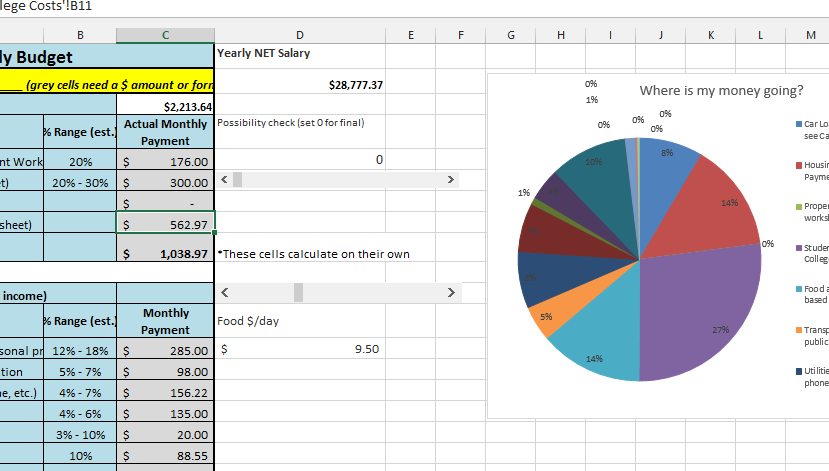 lege Costs'!B11
B C D E F G H I J K L M
ly Budget Yearly NET Salary
(grey cells need a $ amount or form $28,777.37
$2,213.64
% Range (est.) Actual Monthly Payment Possibility check (set 0 for final)
nt Work 20% $ 176.00 0
t) 20% - 30% $ 300.00
$ -
sheet) $ 562.97
$ 1,038.97 *These cells calculate on their own
income)
% Range (est.) Monthly Payment Food $/day
sonal pr 12% - 18% $ 285.00 $ 9.50
tion 5% - 7% $ 98.00
e, etc.) 4% - 7% $ 156.22
4% - 6% $ 135.00
3% - 10% $ 20.00
10% $ 88.55
Where is my money going?
0%
1%
0%
0%
0%
0%
8%
10%
14%
1%
0%
5%
27%
14%
Car Lo
see Ca
Housin
Payme
Proper
worksh
Studen
Colleg
Food a
based
Transp
public
Utilitie
phone